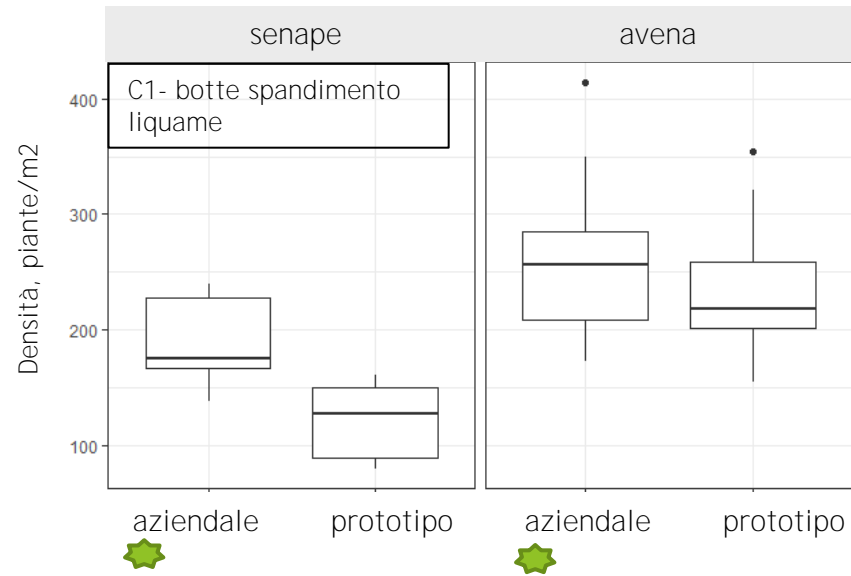 senape
avena
C1- botte spandimento
liquame
Densità, piante/m2
400
300
200
100
aziendale
prototipo
aziendale
prototipo